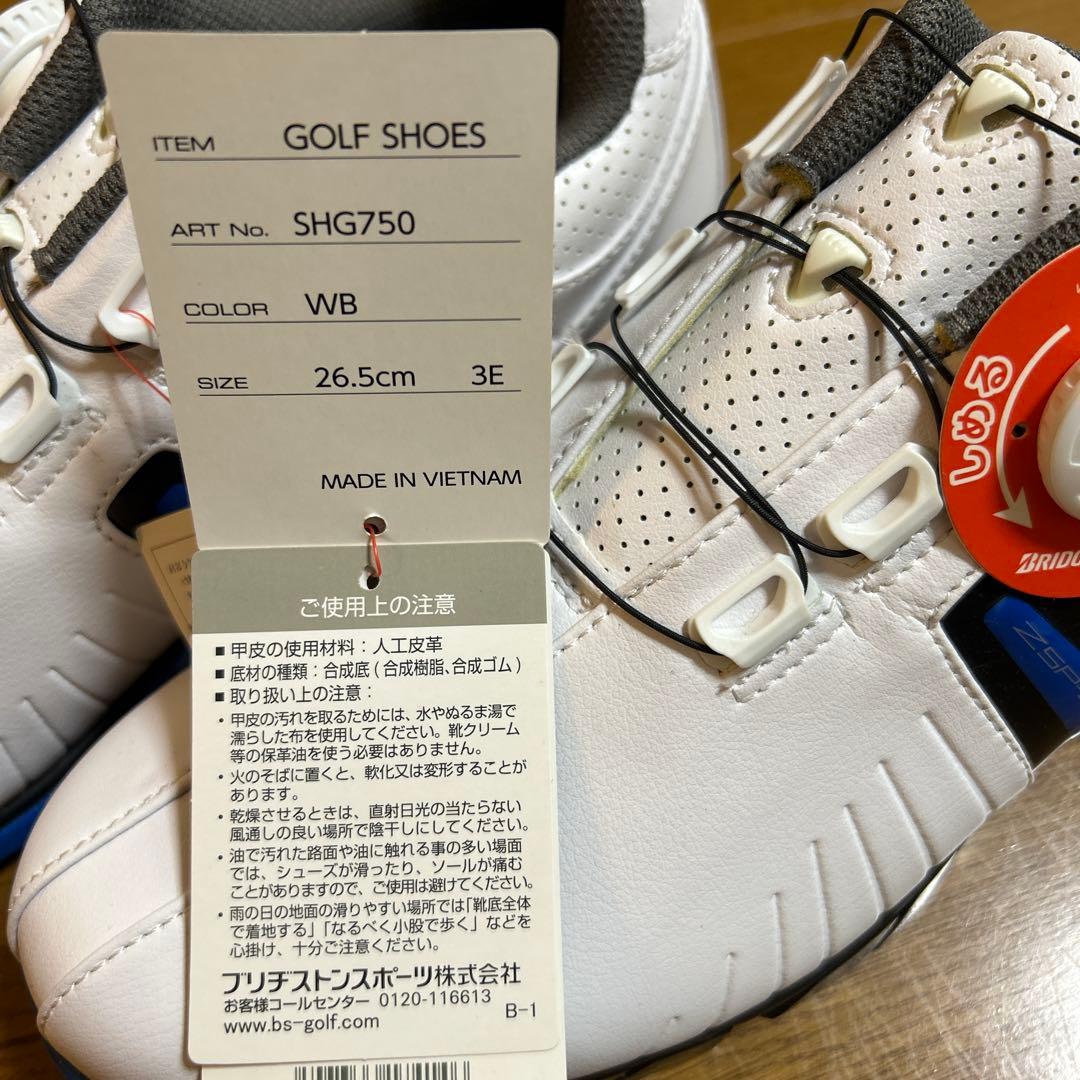 ITEM GOLF SHOES
ART No. SHG750
COLOR WB
SIZE 26.5cm 3E
MADE IN VIETNAM
ご使用上の注意
■ 甲皮の使用材料：人工皮革
■ 底材の種類：合成底(合成樹脂、合成ゴム)
■ 取り扱い上の注意：
・甲皮の汚れを取るためには、水やぬるま湯で
濡らした布を使用してください。靴クリーム
等の保革油を使う必要はありません。
・火のそばに置くと、軟化又は変形することが
あります。
・乾燥させるときは、直射日光の当たらない
風通しの良い場所で陰干しにしてください。
・油で汚れた路面や油に触れる事の多い場面
では、シューズが滑ったり、ソールが痛む
ことがありますので、ご使用は避けてください。
・雨の日の地面の滑りやすい場所では「靴底全体
で着地する」「なるべく小股で歩く」などを
心掛け、十分ご注意ください。
ブリヂストンスポーツ株式会社
お客様コールセンター 0120-116613
www.bs-golf.com
B-1
しめる
BRIDG
ZSP